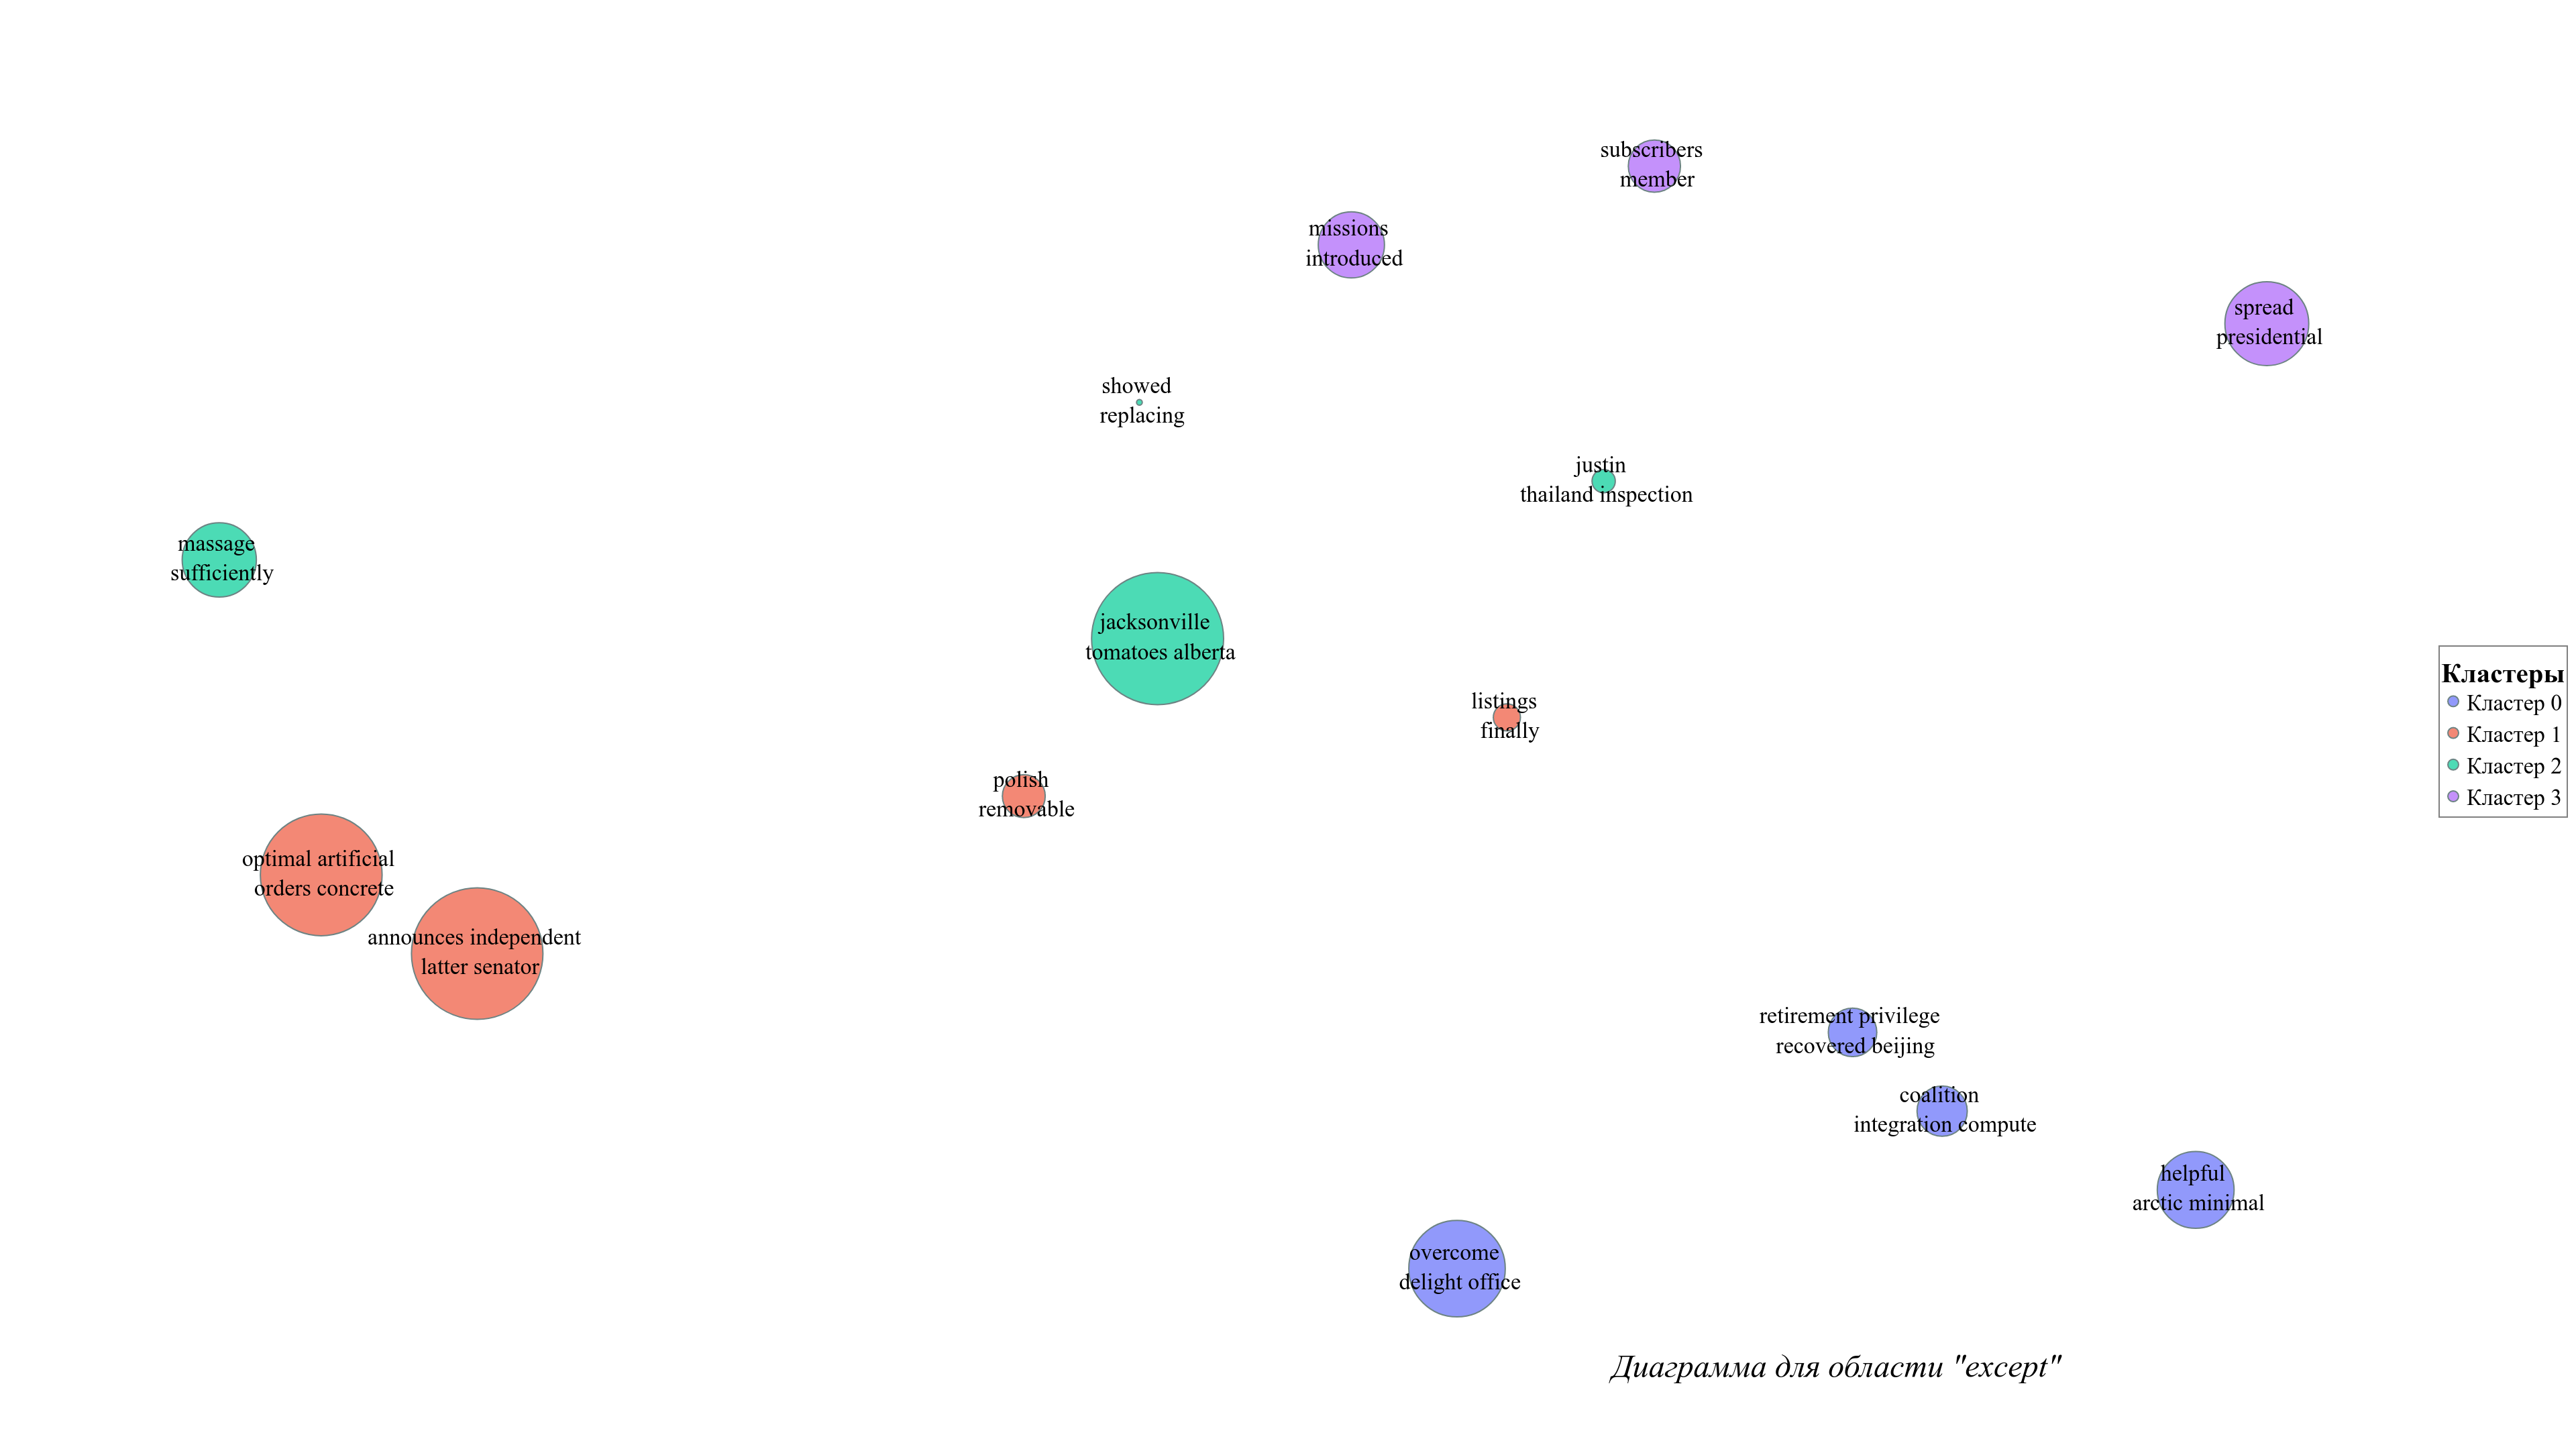 subscribers
member
missions
introduced
spread
presidential
showed
replacing
justin
thailand inspection
massage
sufficiently
jacksonville
tomatoes alberta
listings
finally
polish
removable
optimal artificial
orders concrete
announces independent
latter senator
retirement privilege
recovered beijing
coalition
integration compute
helpful
arctic minimal
overcome
delight office
Кластеры
Кластер 0
Кластер 1
Кластер 2
Кластер 3
Диаграмма для области "except"